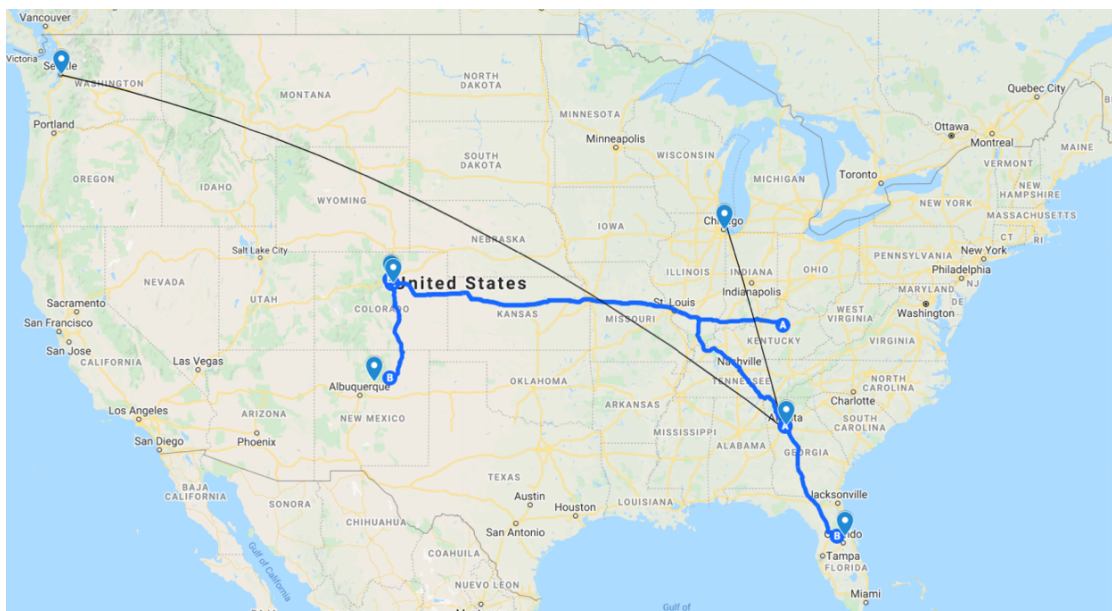 Vancouver
Victoria
Seattle
WASHINGTON
Portland
OREGON
IDAHO
MONTANA
NORTH
DAKOTA
SOUTH
DAKOTA
WYOMING
MINNESOTA
Minneapolis
WISCONSIN
MICHIGAN
Toronto
Ottawa
Montreal
Quebec City
MAINE
VERMONT
NEW
HAMPSHIRE
MASSACHUSETTS
CT
RI
NEW YORK
New York
PENNSYLVANIA
Philadelphia
MARYLAND
DE
NJ
Washington
WEST
VIRGINIA
VIRGINIA
OHIO
INDIANA
Indianapolis
ILLINOIS
Chicago
IOWA
NEBRASKA
Salt Lake City
NEVADA
UTAH
COLORADO
United States
KANSAS
MISSOURI
St. Louis
KENTUCKY
A
Nashville
TENNESSEE
NORTH
CAROLINA
Charlotte
SOUTH
CAROLINA
Sacramento
San Francisco
San Jose
CALIFORNIA
Las Vegas
Los Angeles
San Diego
ARIZONA
Phoenix
Albuquerque
B
NEW MEXICO
OKLAHOMA
ARKANSAS
MISSISSIPPI
ALABAMA
GEORGIA
TEXAS
LOUISIANA
Austin
Houston
San Antonio
Jacksonville
B
Tampa
FLORIDA
Miami
BAJA
CALIFORNIA
SONORA
CHIHUAHUA
COAHUILA
NUEVO LEON
Gulf of California
Gulf of